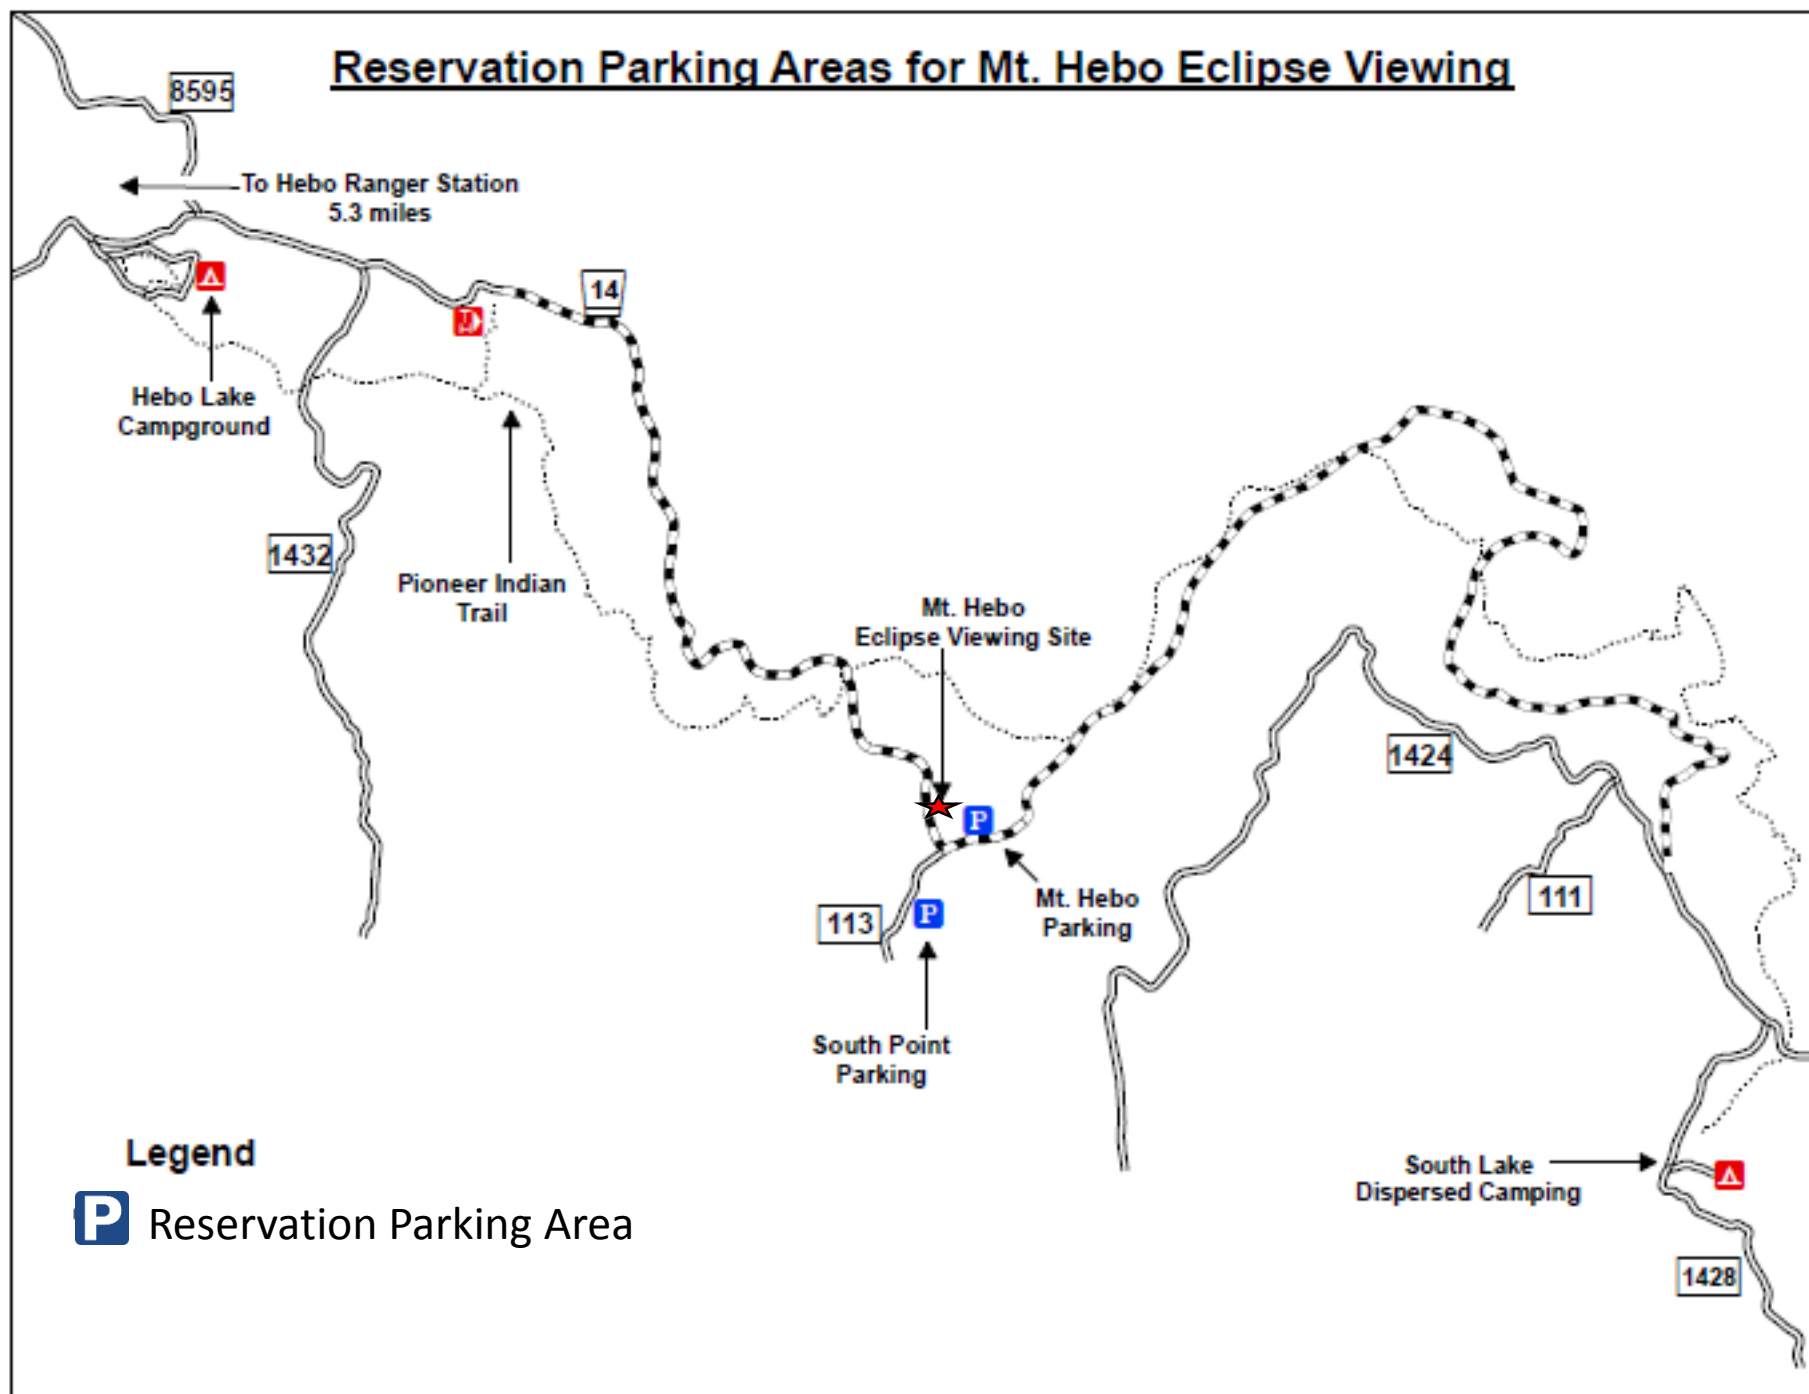 Reservation Parking Areas for Mt. Hebo Eclipse Viewing
8595
To Hebo Ranger Station
5.3 miles
14
Hebo Lake
Campground
1432
Pioneer Indian
Trail
Mt. Hebo
Eclipse Viewing Site
1424
P
Mt. Hebo
Parking
111
113
P
South Point
Parking
Legend
P Reservation Parking Area
South Lake
Dispersed Camping
1428